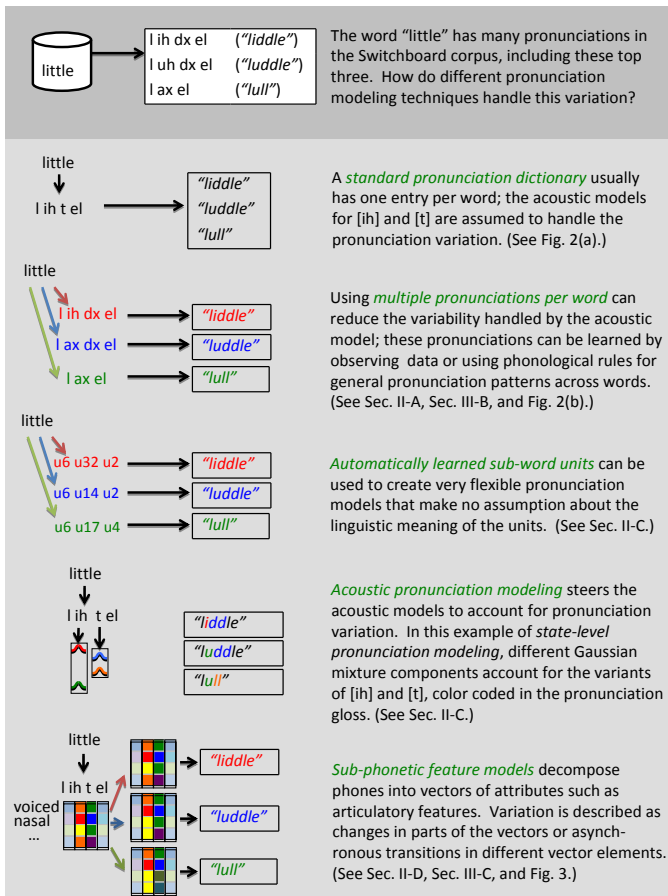 little
l ih dx el ("liddle")
l uh dx el ("luddle")
l ax el ("lull")
The word “little” has many pronunciations in
the Switchboard corpus, including these top
three. How do different pronunciation
modeling techniques handle this variation?
little
l ih t el
“liddle”
“luddle”
“lull”
A standard pronunciation dictionary usually
has one entry per word; the acoustic models
for [ih] and [t] are assumed to handle the
pronunciation variation. (See Fig. 2(a).)
little
l ih dx el
“liddle”
l ax dx el
“luddle”
l ax el
“lull”
Using multiple pronunciations per word can
reduce the variability handled by the acoustic
model; these pronunciations can be learned by
observing data or using phonological rules for
general pronunciation patterns across words.
(See Sec. II-A, Sec. III-B, and Fig. 2(b).)
little
u6 u32 u2
“liddle”
u6 u14 u2
“luddle”
u6 u17 u4
“lull”
Automatically learned sub-word units can be
used to create very flexible pronunciation
models that make no assumption about the
linguistic meaning of the units. (See Sec. II-C.)
little
l ih t el
“liddle”
“luddle”
“lull”
Acoustic pronunciation modeling steers the
acoustic models to account for pronunciation
variation. In this example of state-level
pronunciation modeling, different Gaussian
mixture components account for the variants
of [ih] and [t], color coded in the pronunciation
gloss. (See Sec. II-C.)
little
l ih t el
voiced
nasal
...
“liddle”
“luddle”
“lull”
Sub-phonetic feature models decompose
phones into vectors of attributes such as
articulatory features. Variation is described as
changes in parts of the vectors or asynch-
ronous transitions in different vector elements.
(See Sec. II-D, Sec. III-C, and Fig. 3.)